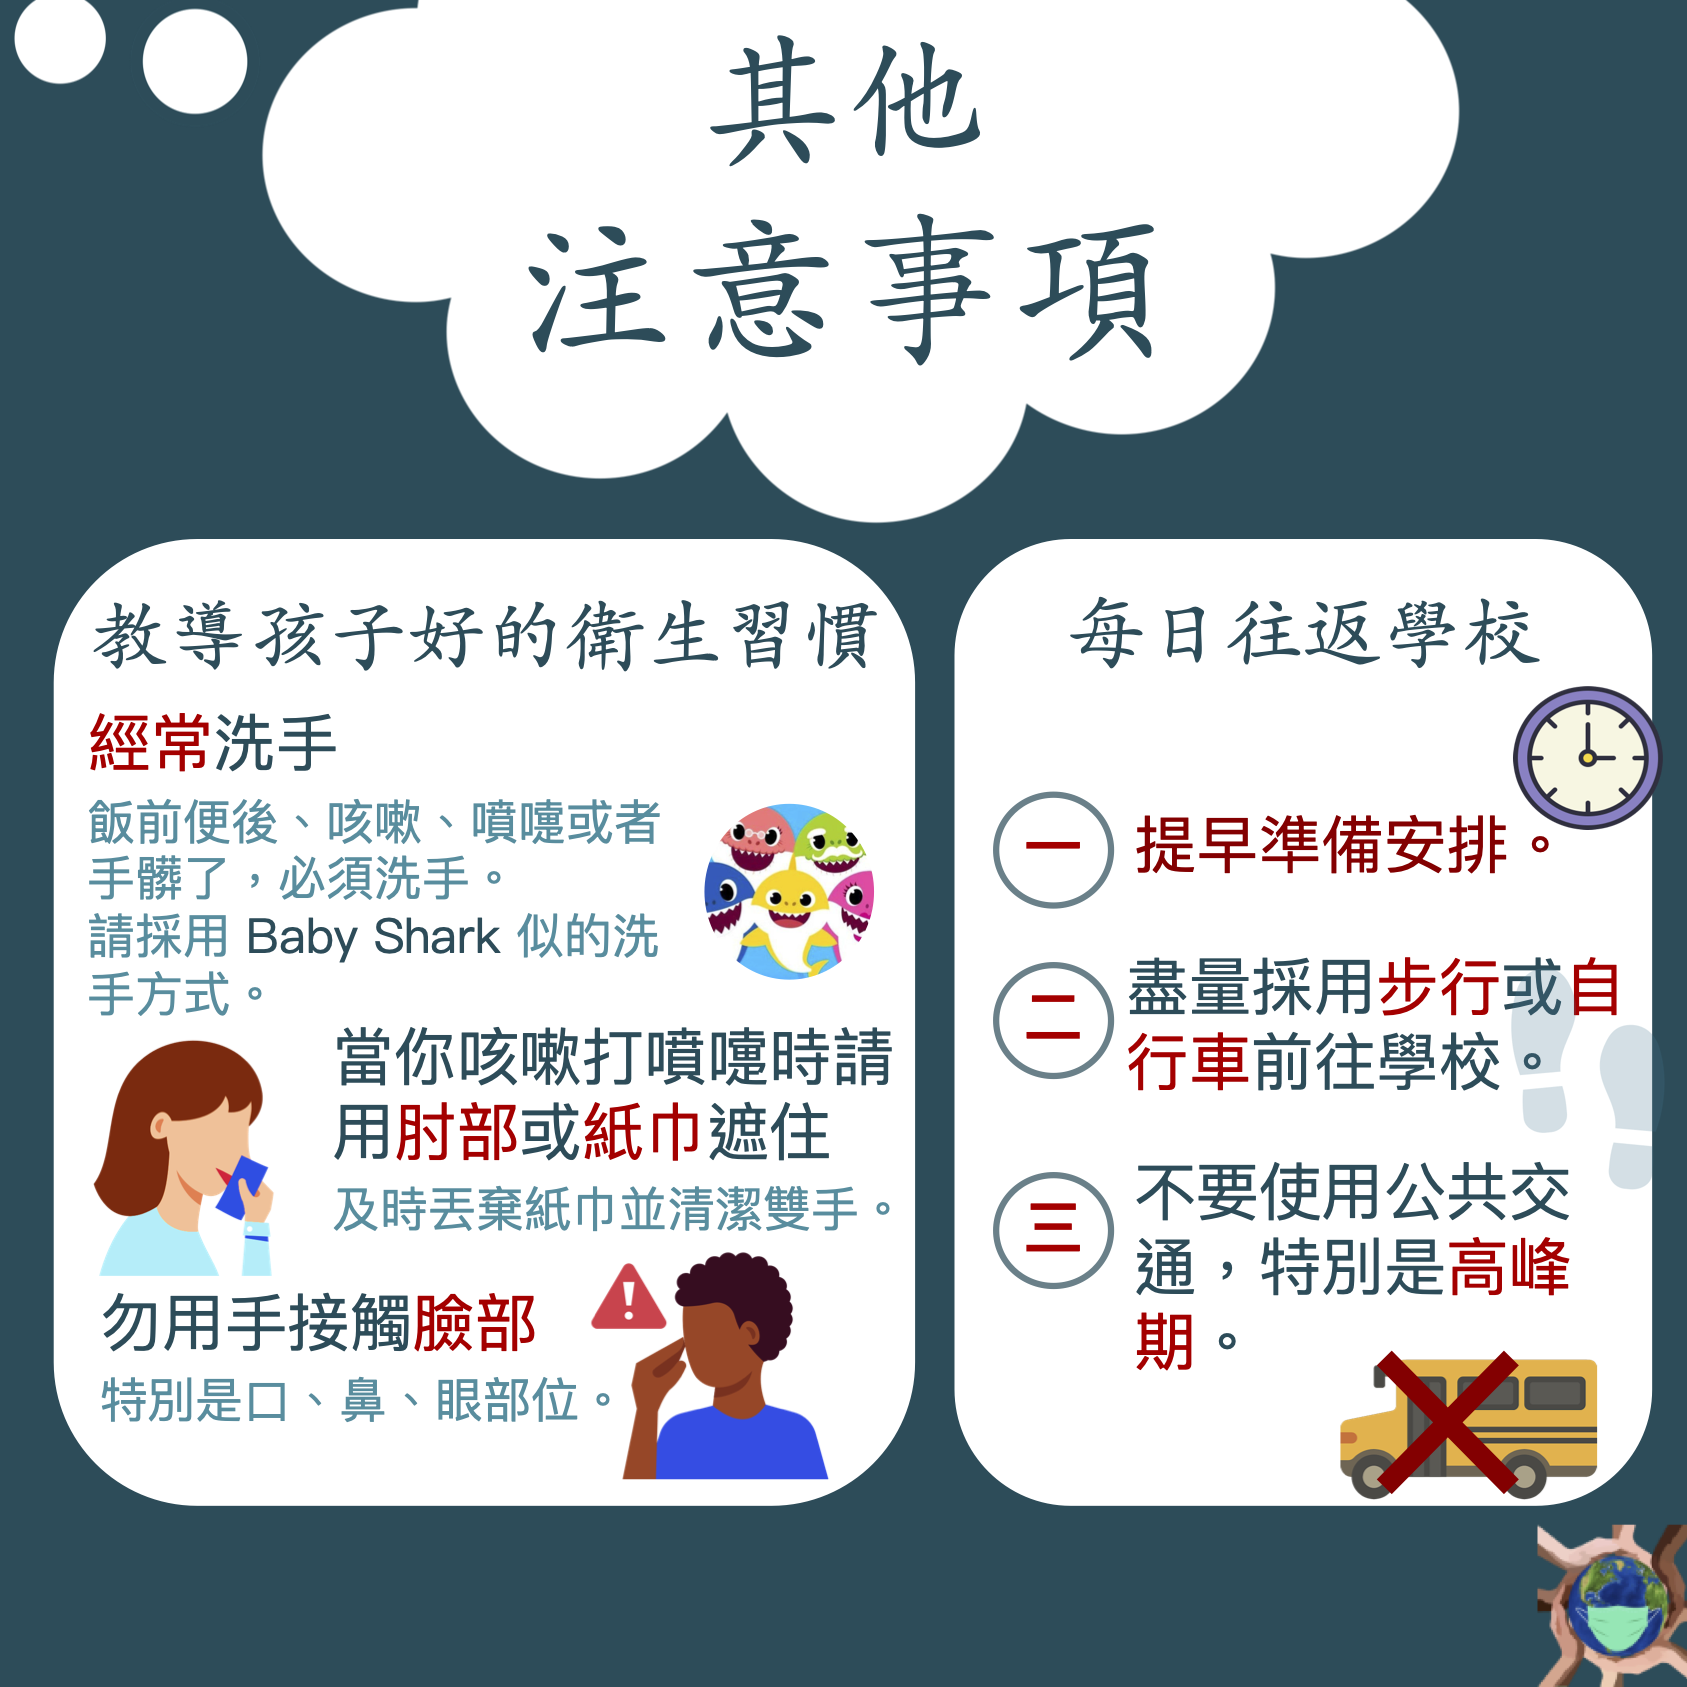 其他
注意事項
教導孩子好的衛生習慣
經常洗手
飯前便後、咳嗽、噴嚏或者
手髒了，必須洗手。
請採用 Baby Shark 似的洗
手方式。
當你咳嗽打噴嚏時請
用肘部或紙巾遮住
及時丟棄紙巾並清潔雙手。
勿用手接觸臉部
特別是口、鼻、眼部位。
每日往返學校
一 提早準備安排。
二 盡量採用步行或自
行車前往學校。
三 不要使用公共交
通，特別是高峰
期。